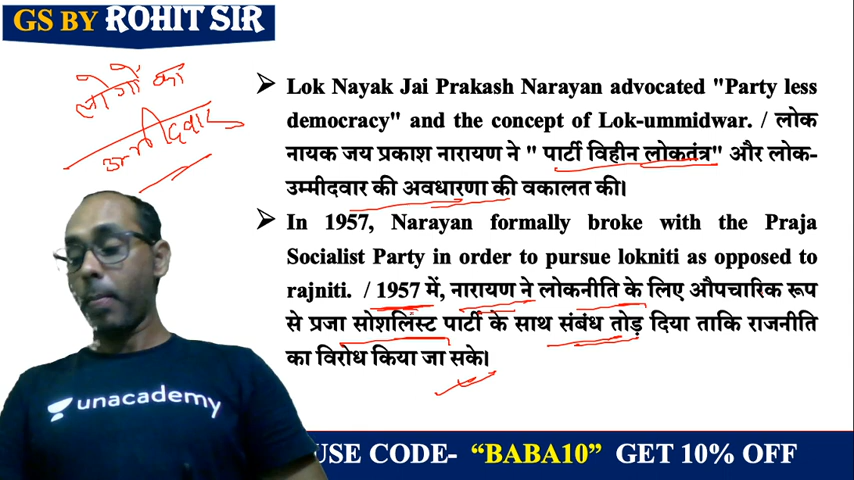 GS BY ROHIT SIR
लोगों का
उम्मीदवार
➢ Lok Nayak Jai Prakash Narayan advocated "Party less
democracy" and the concept of Lok-ummidwar. / लोक
नायक जय प्रकाश नारायण ने " पार्टी विहीन लोकतंत्र" और लोक-
उम्मीदवार की अवधारणा की वकालत की।
➢ In 1957, Narayan formally broke with the Praja
Socialist Party in order to pursue lokniti as opposed to
rajniti. / 1957 में, नारायण ने लोकनीति के लिए औपचारिक रूप
से प्रजा सोशलिस्ट पार्टी के साथ संबंध तोड़ दिया ताकि राजनीति
का विरोध किया जा सके।
unacademy
USE CODE- “BABA10” GET 10% OFF